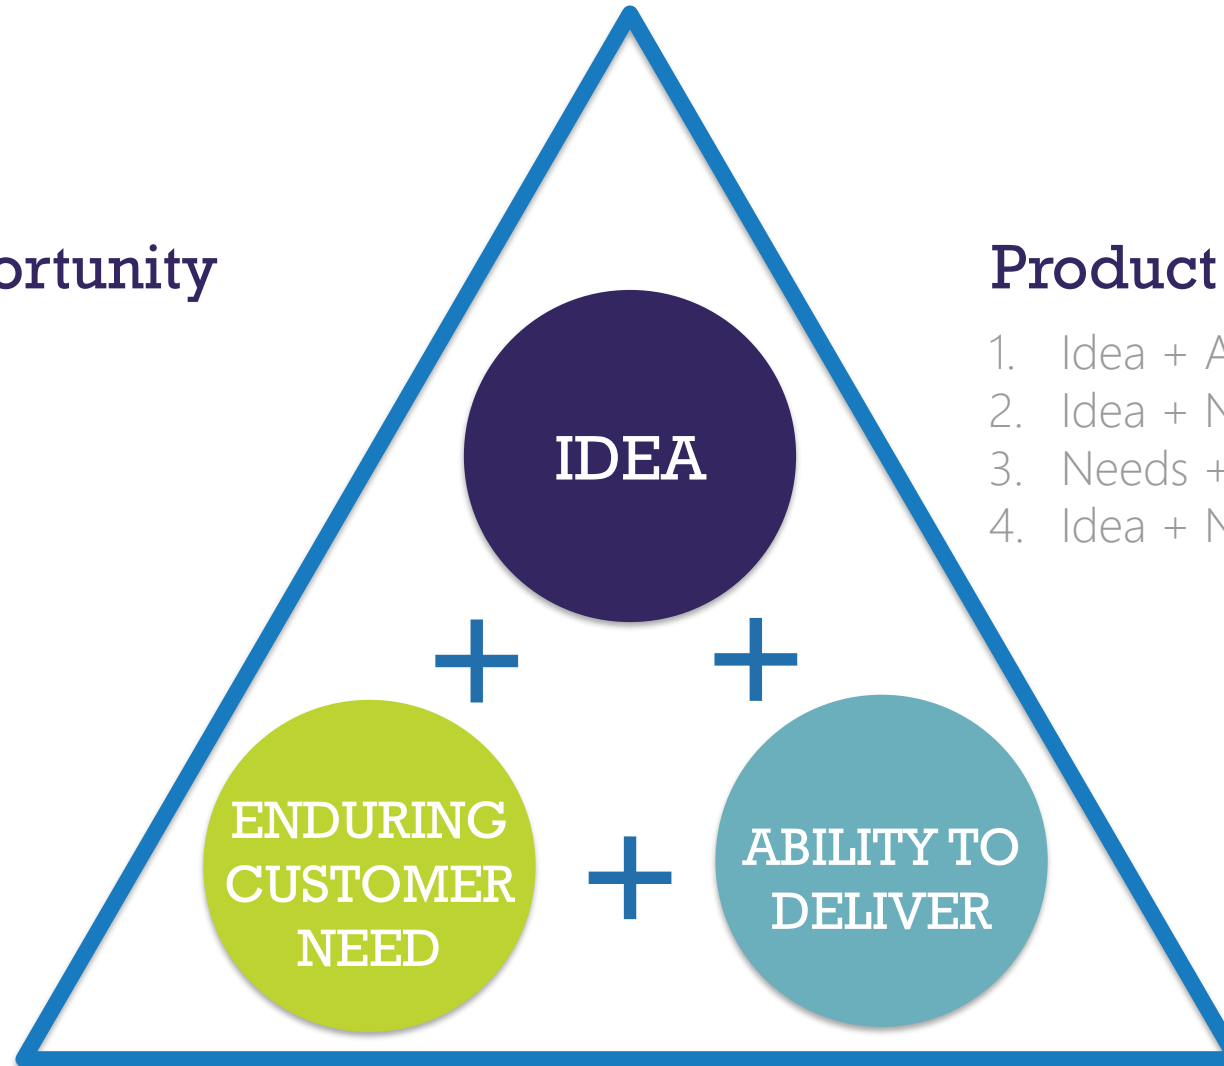 ortunity
Product
1. Idea + A
2. Idea + N
3. Needs +
4. Idea + N
IDEA
ENDURING
CUSTOMER
NEED
ABILITY TO
DELIVER